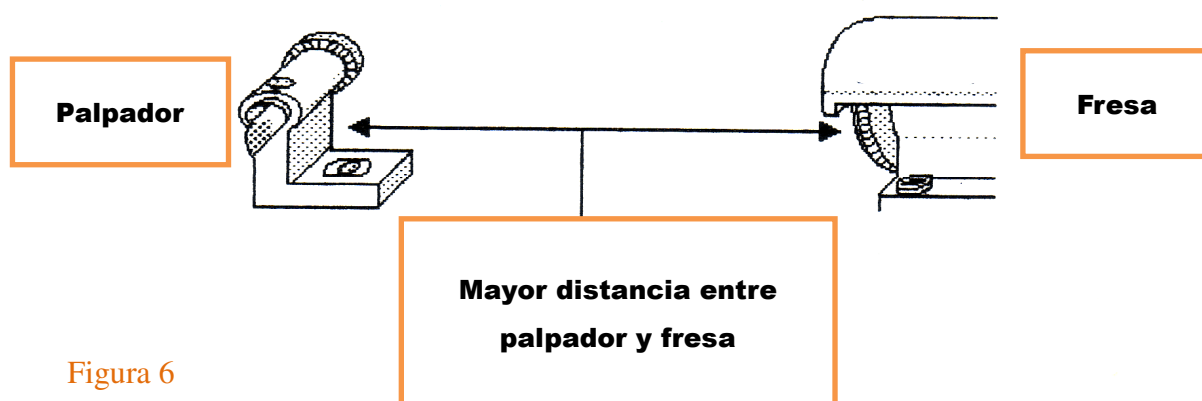 Palpador
Fresa
Mayor distancia entre
palpador y fresa
Figura 6